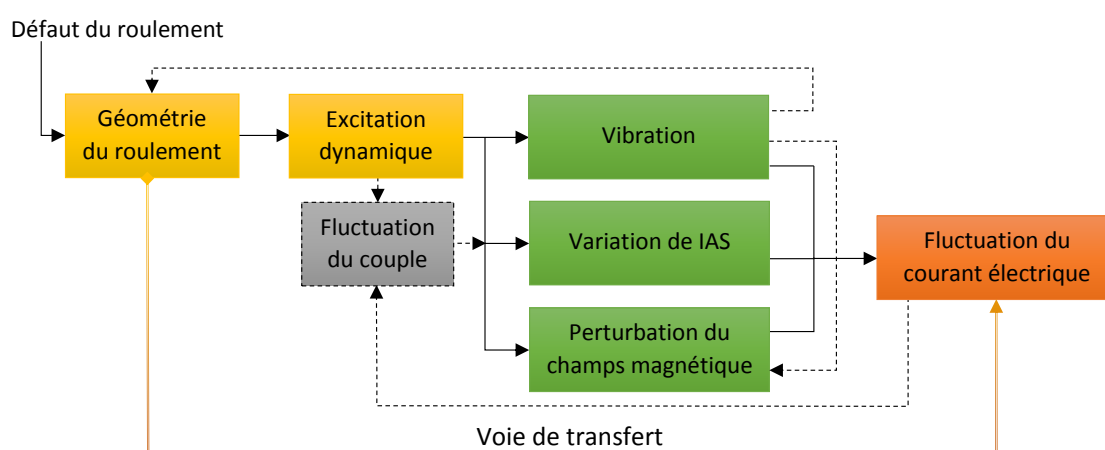 Défaut du roulement
Géométrie
du roulement
Excitation
dynamique
Vibration
Fluctuation
du couple
Variation de IAS
Fluctuation du
courant électrique
Perturbation du
champs magnétique
Voie de transfert